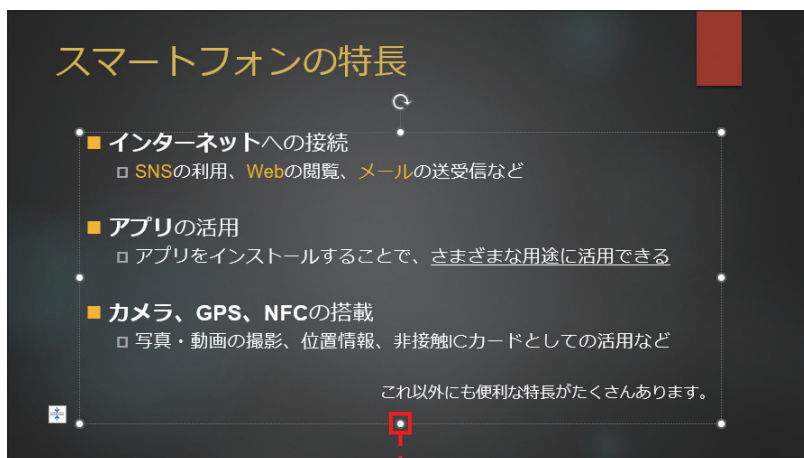 スマートフォンの特長
インターネットへの接続
SNSの利用、Webの閲覧、メールの送受信など
アプリの活用
アプリをインストールすることで、さまざまな用途に活用できる
カメラ、GPS、NFCの搭載
写真・動画の撮影、位置情報、非接触ICカードとしての活用など
これ以外にも便利な特長がたくさんあります。